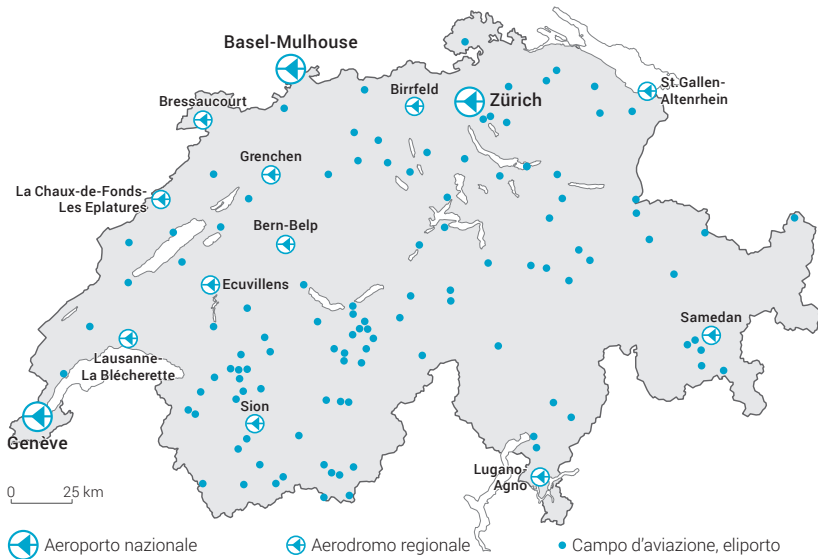 Basel-Mulhouse
Bressaucourt
Birrfeld
Zürich
St.Gallen-
Altenrhein
Grenchen
La Chaux-de-Fonds-
Les Eplatures
Bern-Belp
Ecuvillens
Samedan
Lausanne-
La Blécherette
Sion
Genève
Lugano-
Agno
0 25 km
Aeroporto nazionale
Aerodromo regionale
Campo d'aviazione, eliporto